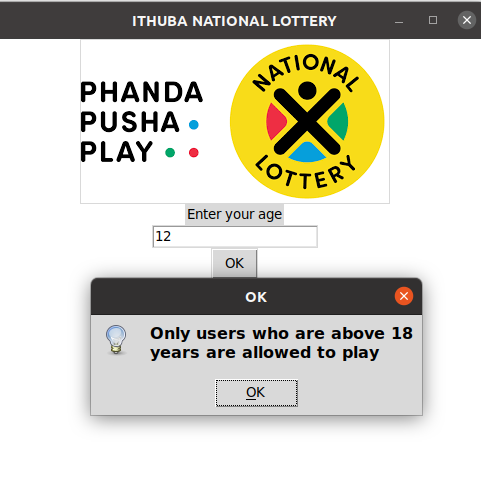 ITHUBA NATIONAL LOTTERY
PHANDA
PUSHA
PLAY
NATIONAL
LOTTERY
Enter your age
12
OK
OK
Only users who are above 18
years are allowed to play
OK